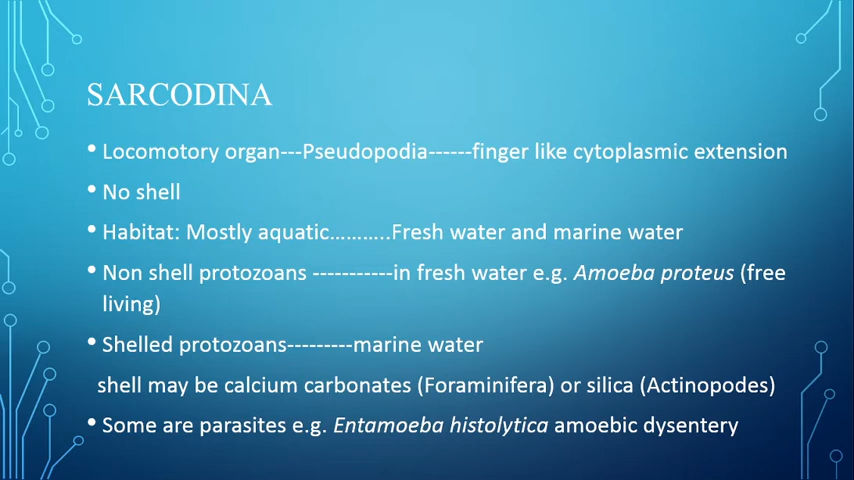 SARCODINA
• Locomotory organ---Pseudopodia------finger like cytoplasmic extension
• No shell
• Habitat: Mostly aquatic………..Fresh water and marine water
• Non shell protozoans -----------in fresh water e.g. Amoeba proteus (free
living)
• Shelled protozoans---------marine water
shell may be calcium carbonates (Foraminifera) or silica (Actinopodes)
• Some are parasites e.g. Entamoeba histolytica amoebic dysentery